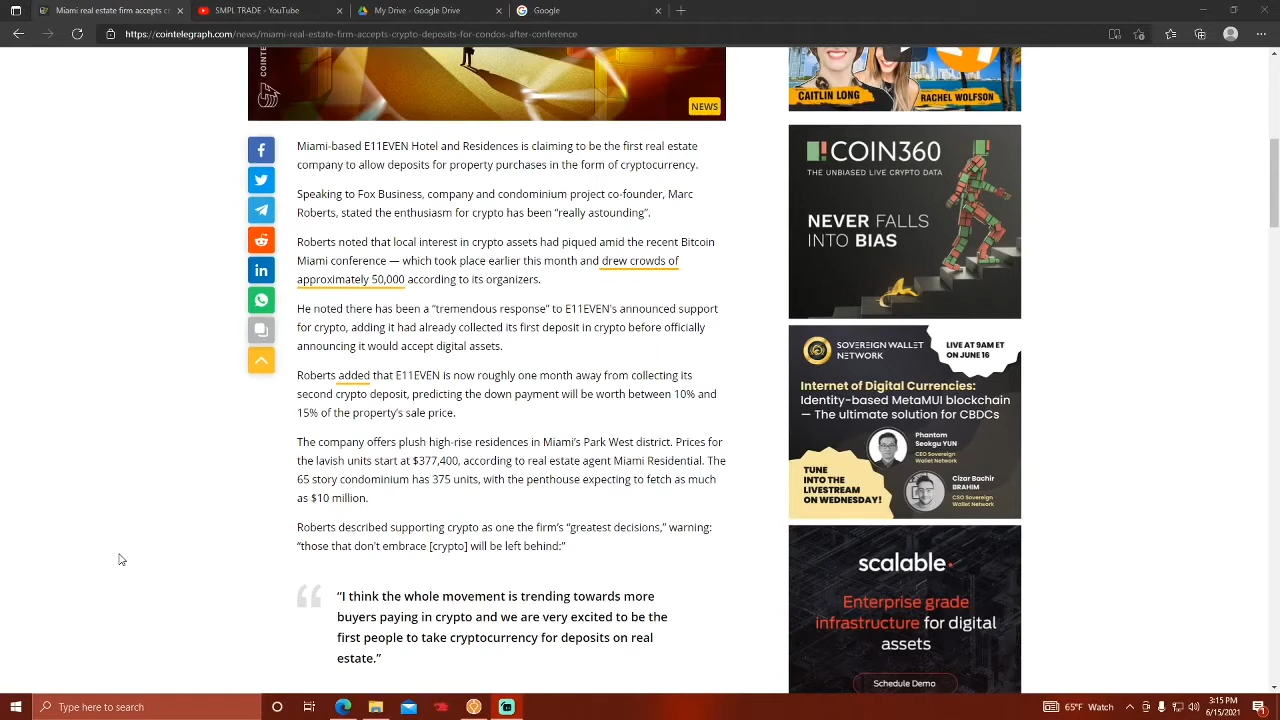 Miami real estate firm accepts cr
SMPLTRADE - YouTube
My Drive - Google Drive
Google
https://cointelegraph.com/news/miami-real-estate-firm-accepts-crypto-deposits-for-condos-after-conference
COINTE
NEWS
CAITLIN LONG
RACHEL WOLFSON
Miami-based E11EVEN Hotel and Residences is claiming to be the first real estate
company to allow deposits for property purchases in the form of cryptocurrency.
Speaking to Fox Business, company and condominium project co-founder, Marc
Roberts, stated the enthusiasm for crypto has been “really astounding”.
Roberts noted that local interest in crypto assets had piqued amid the recent Bitcoin
Miami conference — which took place earlier this month and drew crowds of
approximately 50,000 according to its organizers.
He noted there has been a “tremendous response” to E11EVEN's announced support
for crypto, adding it had already collected its first deposit in crypto before officially
announcing it would accept digital assets.
Roberts added that E11EVEN is now roughly one month away from collecting its
second crypto deposit, predicting the down payment will be worth between 10% and
15% of the property’s sale price.
The company offers plush high-rise residences in Miami’s Park West district. Prices for
the lavish units start at $377,400, according to real estate agent Miami Residential. The
65 story condominium has 375 units, with the penthouse expecting to fetch as much
as $10 million.
Roberts described supporting crypto as one the firm’s “greatest decisions,” warning:
“those that don't embrace [crypto] will be left behind:”
“I think the whole movement is trending towards more
buyers paying in crypto and we are very excited to be the
first people to take cryptocurrency for deposits on real
estate.”
COIN360
THE UNBIASED LIVE CRYPTO DATA
NEVER FALLS
INTO BIAS
SOVEREIGN WALLET
NETWORK
LIVE AT 9AM ET
ON JUNE 16
Internet of Digital Currencies:
Identity-based MetaMUI blockchain
— The ultimate solution for CBDCs
Phantom
Seokgu YUN
CEO Sovereign
Wallet Network
TUNE
INTO THE
LIVESTREAM
ON WEDNESDAY!
Cizar Bachir
BRAHIM
CSO Sovereign
Wallet Network
scalable
Enterprise grade
infrastructure for digital
assets
Schedule Demo
Type here to search
65°F Watch
3:15 PM
6/15/2021